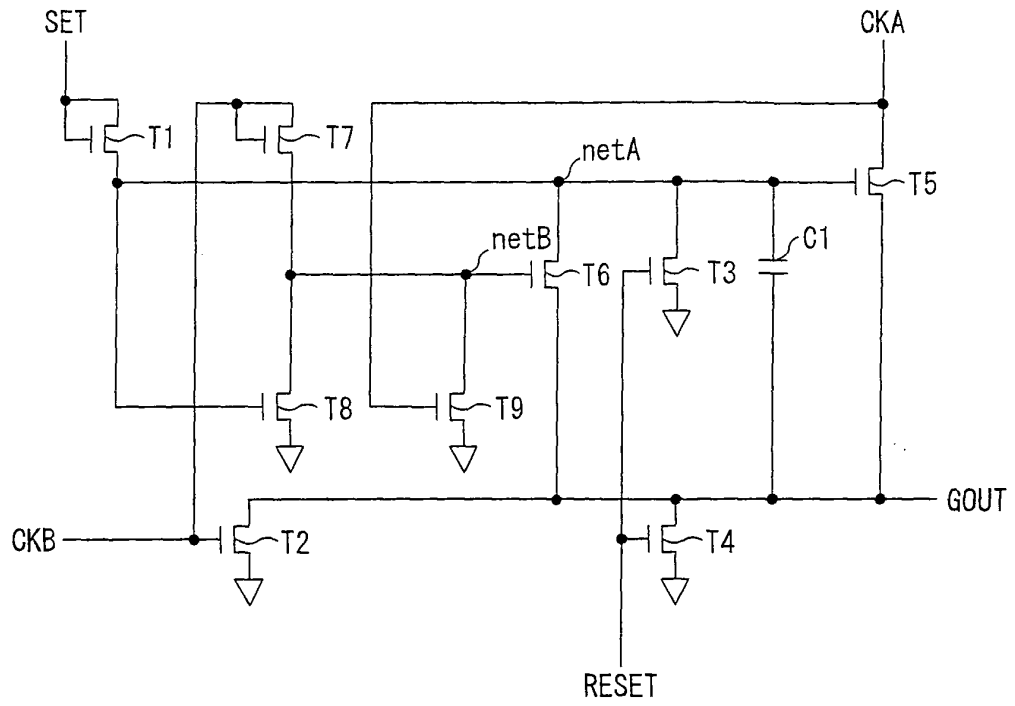 SET
CKA
T1
T7
netA
T5
netB
C1
T6
T3
T8
T9
GOUT
CKB
T2
T4
RESET